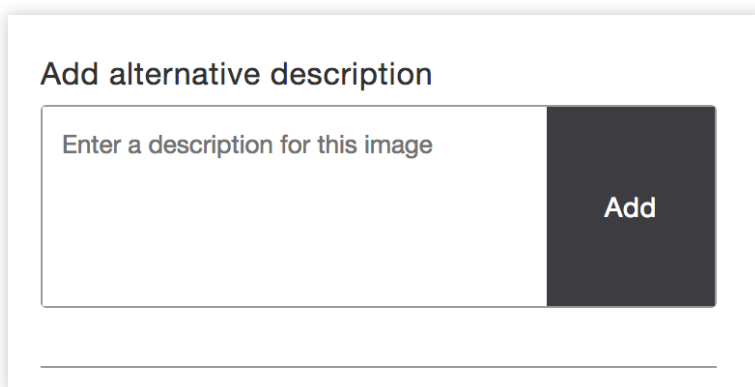 Add alternative description
Enter a description for this image
Add